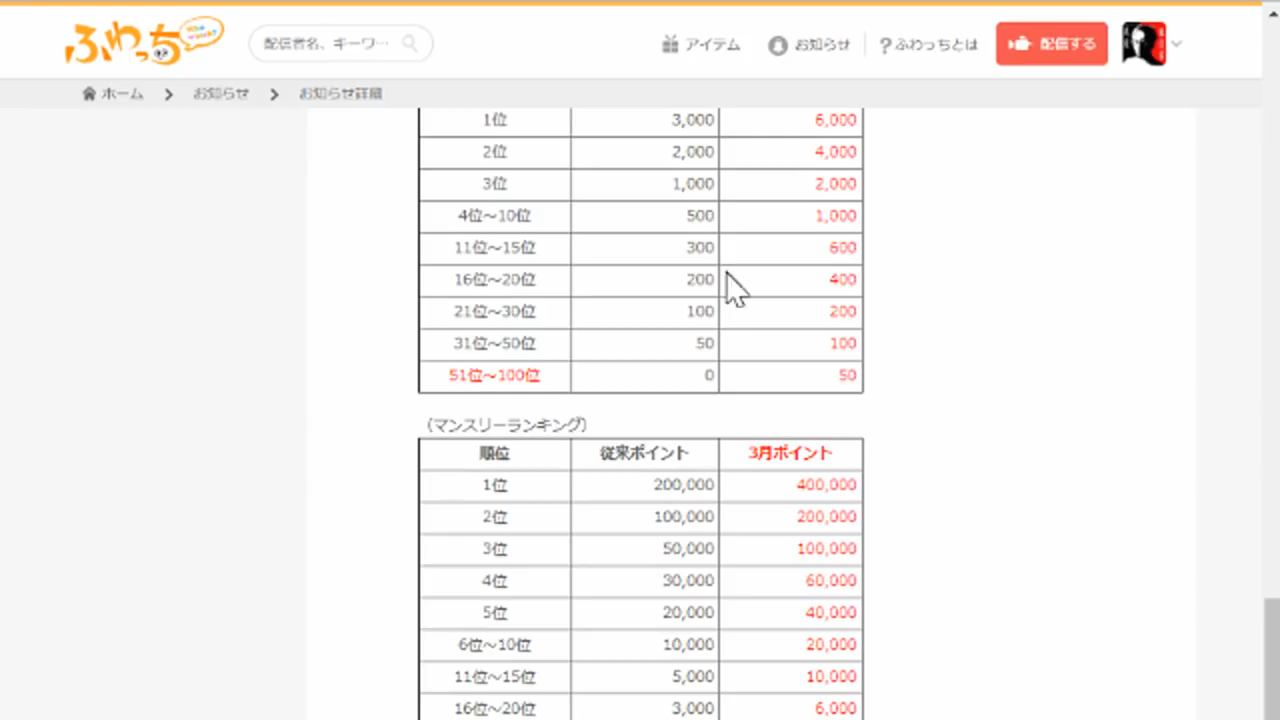 ふわっち
配信者名、キーワ…
アイテム
お知らせ
?ふわっちとは
配信する
ホーム
お知らせ
お知らせ詳細
1位 3,000 6,000
2位 2,000 4,000
3位 1,000 2,000
4位～10位 500 1,000
11位～15位 300 600
16位～20位 200 400
21位～30位 100 200
31位～50位 50 100
51位～100位 0 50
（マンスリーランキング）
順位 従来ポイント 3月ポイント
1位 200,000 400,000
2位 100,000 200,000
3位 50,000 100,000
4位 30,000 60,000
5位 20,000 40,000
6位～10位 10,000 20,000
11位～15位 5,000 10,000
16位～20位 3,000 6,000